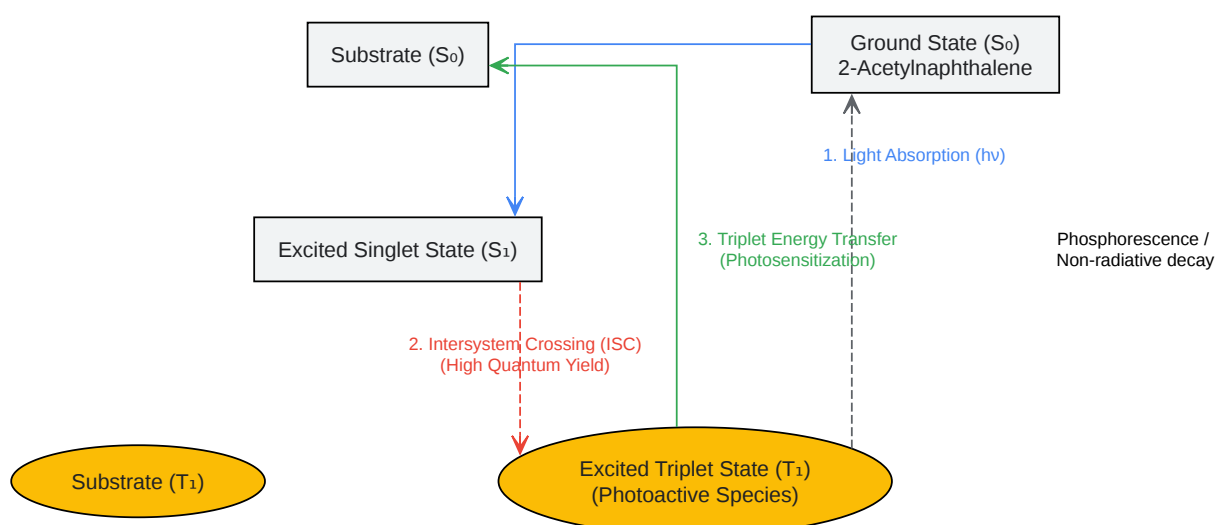 Substrate (S₀)
Ground State (S₀)
2-Acetylnaphthalene
1. Light Absorption (hν)
Excited Singlet State (S₁)
3. Triplet Energy Transfer
(Photosensitization)
Phosphorescence /
Non-radiative decay
2. Intersystem Crossing (ISC)
(High Quantum Yield)
Substrate (T₁)
Excited Triplet State (T₁)
(Photoactive Species)